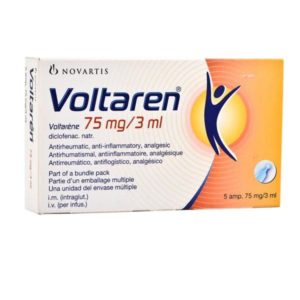 NOVARTIS
Voltaren®
Voltarène 75 mg/3 ml
diclofenac. natr.
Antirheumatic, anti-inflammatory, analgesic
Antirhumatismal, antiinflammatoire, analgésique
Antirreumático, antiflogístico, analgésico
Part of a bundle pack
Partie d'un emballage multiple
Una unidad del envase múltiple
i.m. (intraglut.)
i.v. (per infus.)
5 amp. 75 mg/3 ml
Voltaren